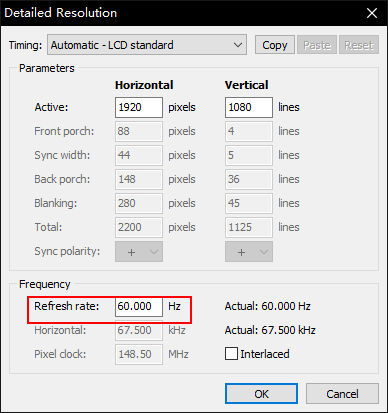 Detailed Resolution
Timing: Automatic - LCD standard Copy Paste Reset
Parameters
Horizontal Vertical
Active: 1920 pixels 1080 lines
Front porch: 88 pixels 4 lines
Sync width: 44 pixels 5 lines
Back porch: 148 pixels 36 lines
Blanking: 280 pixels 45 lines
Total: 2200 pixels 1125 lines
Sync polarity: + +
Frequency
Refresh rate: 60.000 Hz Actual: 60.000 Hz
Horizontal: 67.500 kHz Actual: 67.500 kHz
Pixel clock: 148.50 MHz Interlaced
OK Cancel